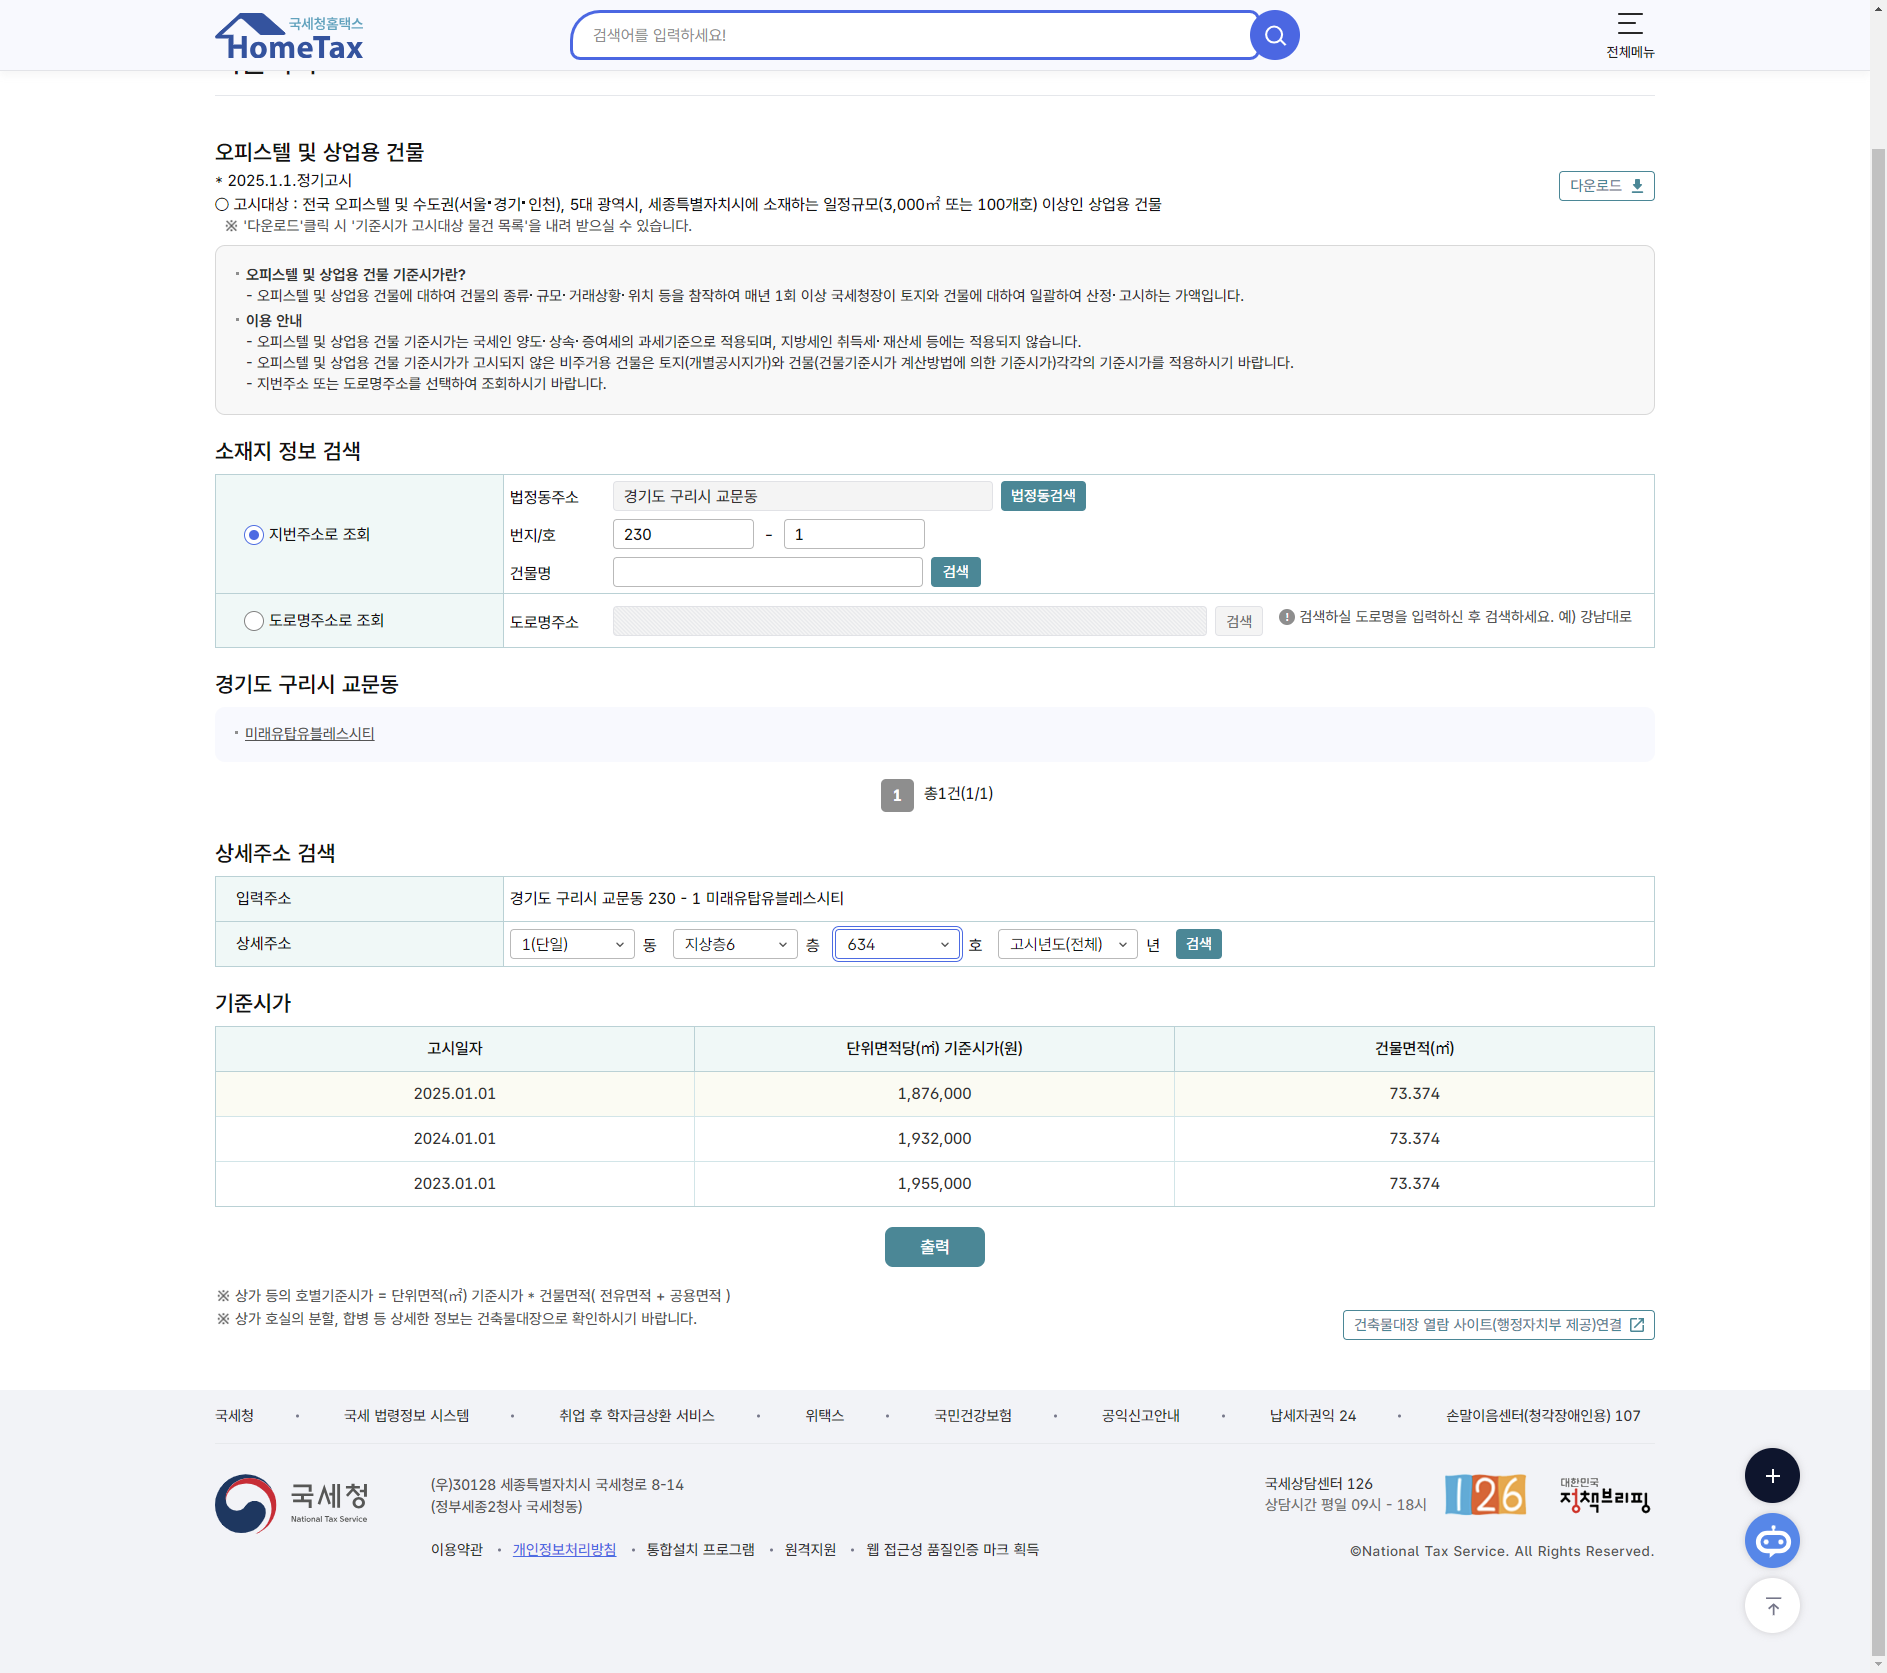 국세청홈택스
HomeTax
검색어를 입력하세요!
전체메뉴
오피스텔 및 상업용 건물
* 2025.1.1.정기고시
○ 고시대상 : 전국 오피스텔 및 수도권(서울·경기·인천), 5대 광역시, 세종특별자치시에 소재하는 일정규모(3,000㎡ 또는 100개호) 이상인 상업용 건물
※ '다운로드'클릭 시 '기준시가 고시대상 물건 목록'을 내려 받으실 수 있습니다.
다운로드
· 오피스텔 및 상업용 건물 기준시가란?
- 오피스텔 및 상업용 건물에 대하여 건물의 종류·규모·거래상황·위치 등을 참작하여 매년 1회 이상 국세청장이 토지와 건물에 대하여 일괄하여 산정·고시하는 가액입니다.
· 이용 안내
- 오피스텔 및 상업용 건물 기준시가는 국세인 양도·상속·증여세의 과세기준으로 적용되며, 지방세인 취득세·재산세 등에는 적용되지 않습니다.
- 오피스텔 및 상업용 건물 기준시가가 고시되지 않은 비주거용 건물은 토지(개별공시지가)와 건물(건물기준시가 계산방법에 의한 기준시가)각각의 기준시가를 적용하시기 바랍니다.
- 지번주소 또는 도로명주소를 선택하여 조회하시기 바랍니다.
소재지 정보 검색
지번주소로 조회
법정동주소 경기도 구리시 교문동 법정동검색
번지/호 230 - 1
건물명 검색
도로명주소로 조회 도로명주소 검색 ! 검색하실 도로명을 입력하신 후 검색하세요. 예) 강남대로
경기도 구리시 교문동
· 미래유탑유블레스시티
1 총1건(1/1)
상세주소 검색
입력주소 경기도 구리시 교문동 230 - 1 미래유탑유블레스시티
상세주소 1(단일) 동 지상층6 층 634 호 고시년도(전체) 년 검색
기준시가
고시일자 단위면적당(㎡) 기준시가(원) 건물면적(㎡)
2025.01.01 1,876,000 73.374
2024.01.01 1,932,000 73.374
2023.01.01 1,955,000 73.374
출력
※ 상가 등의 호별기준시가 = 단위면적(㎡) 기준시가 * 건물면적( 전유면적 + 공용면적 )
※ 상가 호실의 분할, 합병 등 상세한 정보는 건축물대장으로 확인하시기 바랍니다.
건축물대장 열람 사이트(행정자치부 제공)연결
국세청 · 국세 법령정보 시스템 · 취업 후 학자금상환 서비스 · 위택스 · 국민건강보험 · 공익신고안내 · 납세자권익 24 · 손말이음센터(청각장애인용) 107
국세청
National Tax Service
(우)30128 세종특별자치시 국세청로 8-14
(정부세종2청사 국세청동)
국세상담센터 126
상담시간 평일 09시 - 18시
126
대한민국
정책브리핑
이용약관 · 개인정보처리방침 · 통합설치 프로그램 · 원격지원 · 웹 접근성 품질인증 마크 획득
©National Tax Service. All Rights Reserved.